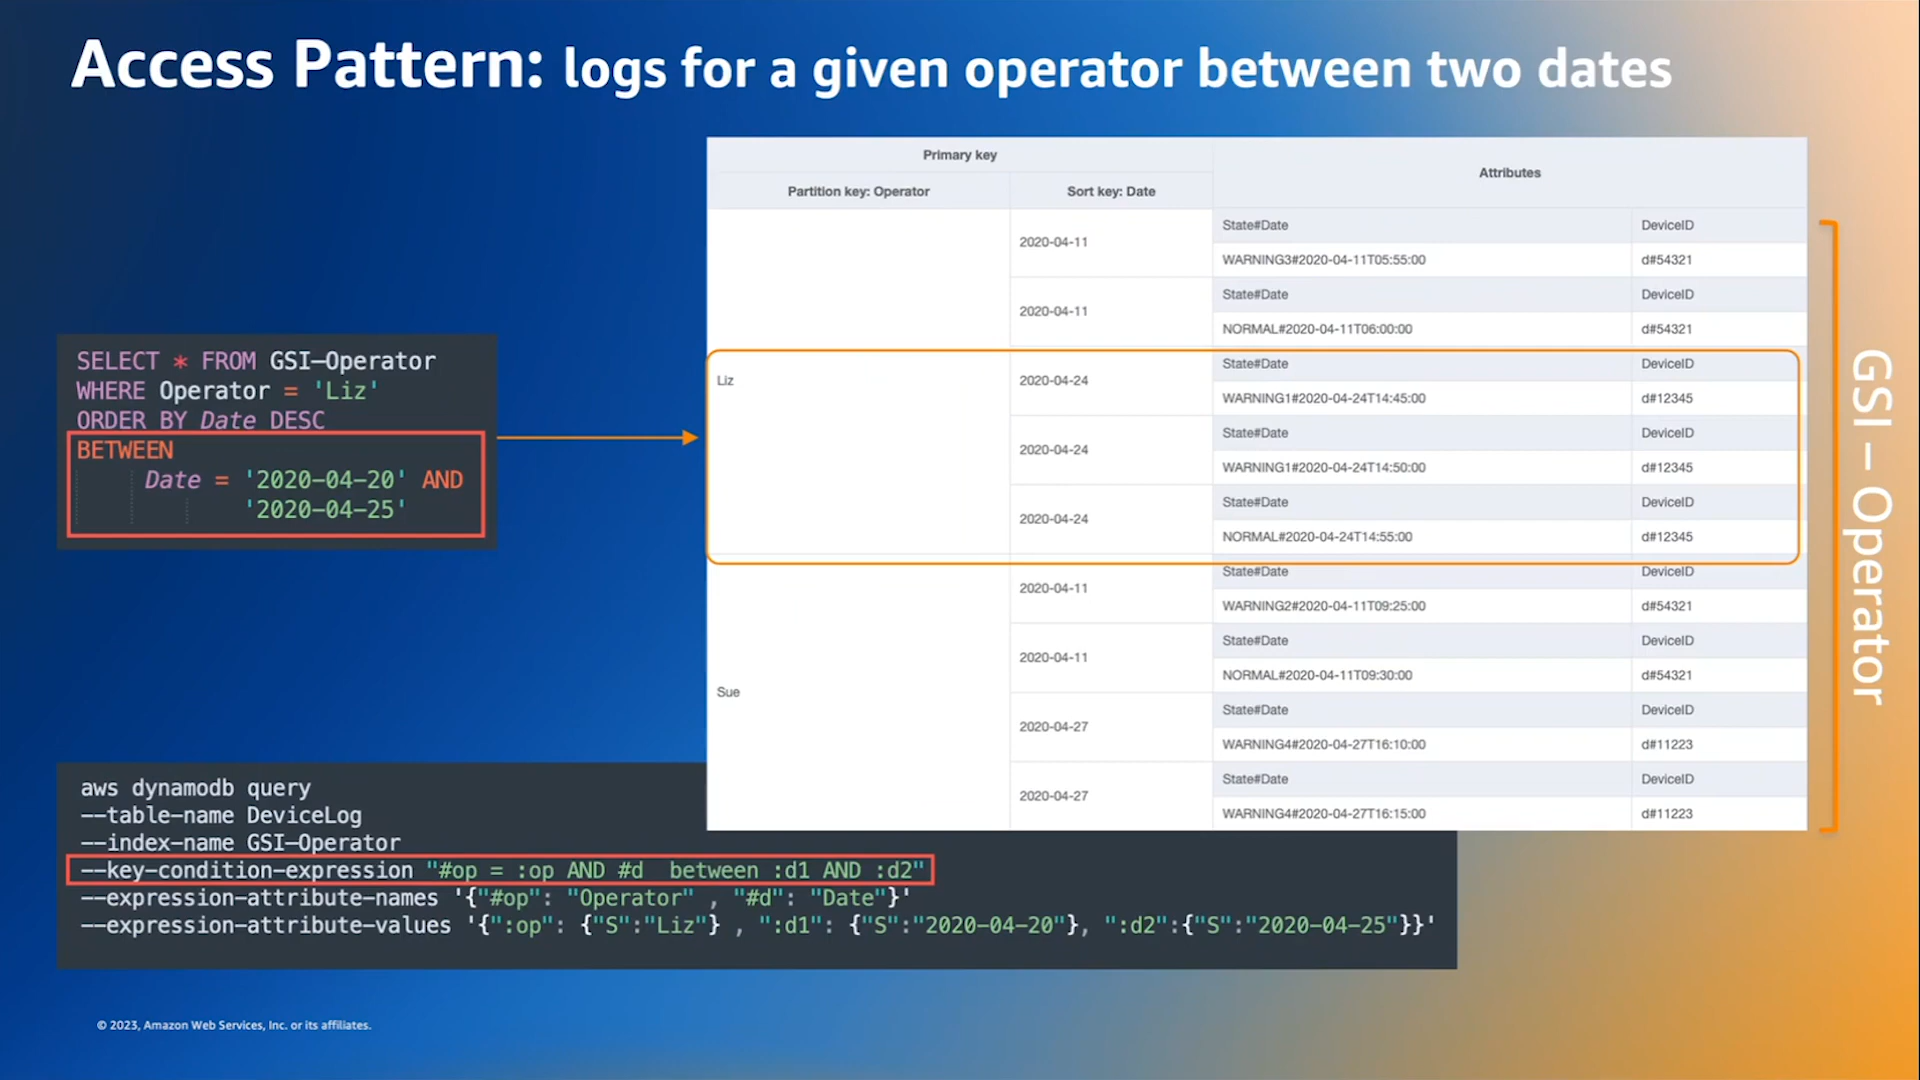 Access Pattern: logs for a given operator between two dates
SELECT * FROM GSI-Operator
WHERE Operator = 'Liz'
ORDER BY Date DESC
BETWEEN
Date = '2020-04-20' AND
'2020-04-25'
Primary key
Attributes
Partition key: Operator
Sort key: Date
2020-04-11
State#Date
DeviceID
WARNING3#2020-04-11T05:55:00
d#54321
2020-04-11
State#Date
DeviceID
NORMAL#2020-04-11T06:00:00
d#54321
Liz
2020-04-24
State#Date
DeviceID
WARNING1#2020-04-24T14:45:00
d#12345
2020-04-24
State#Date
DeviceID
WARNING1#2020-04-24T14:50:00
d#12345
2020-04-24
State#Date
DeviceID
NORMAL#2020-04-24T14:55:00
d#12345
Sue
2020-04-11
State#Date
DeviceID
WARNING2#2020-04-11T09:25:00
d#54321
2020-04-11
State#Date
DeviceID
NORMAL#2020-04-11T09:30:00
d#54321
2020-04-27
State#Date
DeviceID
WARNING4#2020-04-27T16:10:00
d#11223
2020-04-27
State#Date
DeviceID
WARNING4#2020-04-27T16:15:00
d#11223
GSI – Operator
aws dynamodb query
--table-name DeviceLog
--index-name GSI-Operator
--key-condition-expression "#op = :op AND #d  between :d1 AND :d2"
--expression-attribute-names '{"#op": "Operator" , "#d": "Date"}'
--expression-attribute-values '{":op": {"S":"Liz"} , ":d1": {"S":"2020-04-20"}, ":d2":{"S":"2020-04-25"}}'
© 2023, Amazon Web Services, Inc. or its affiliates.